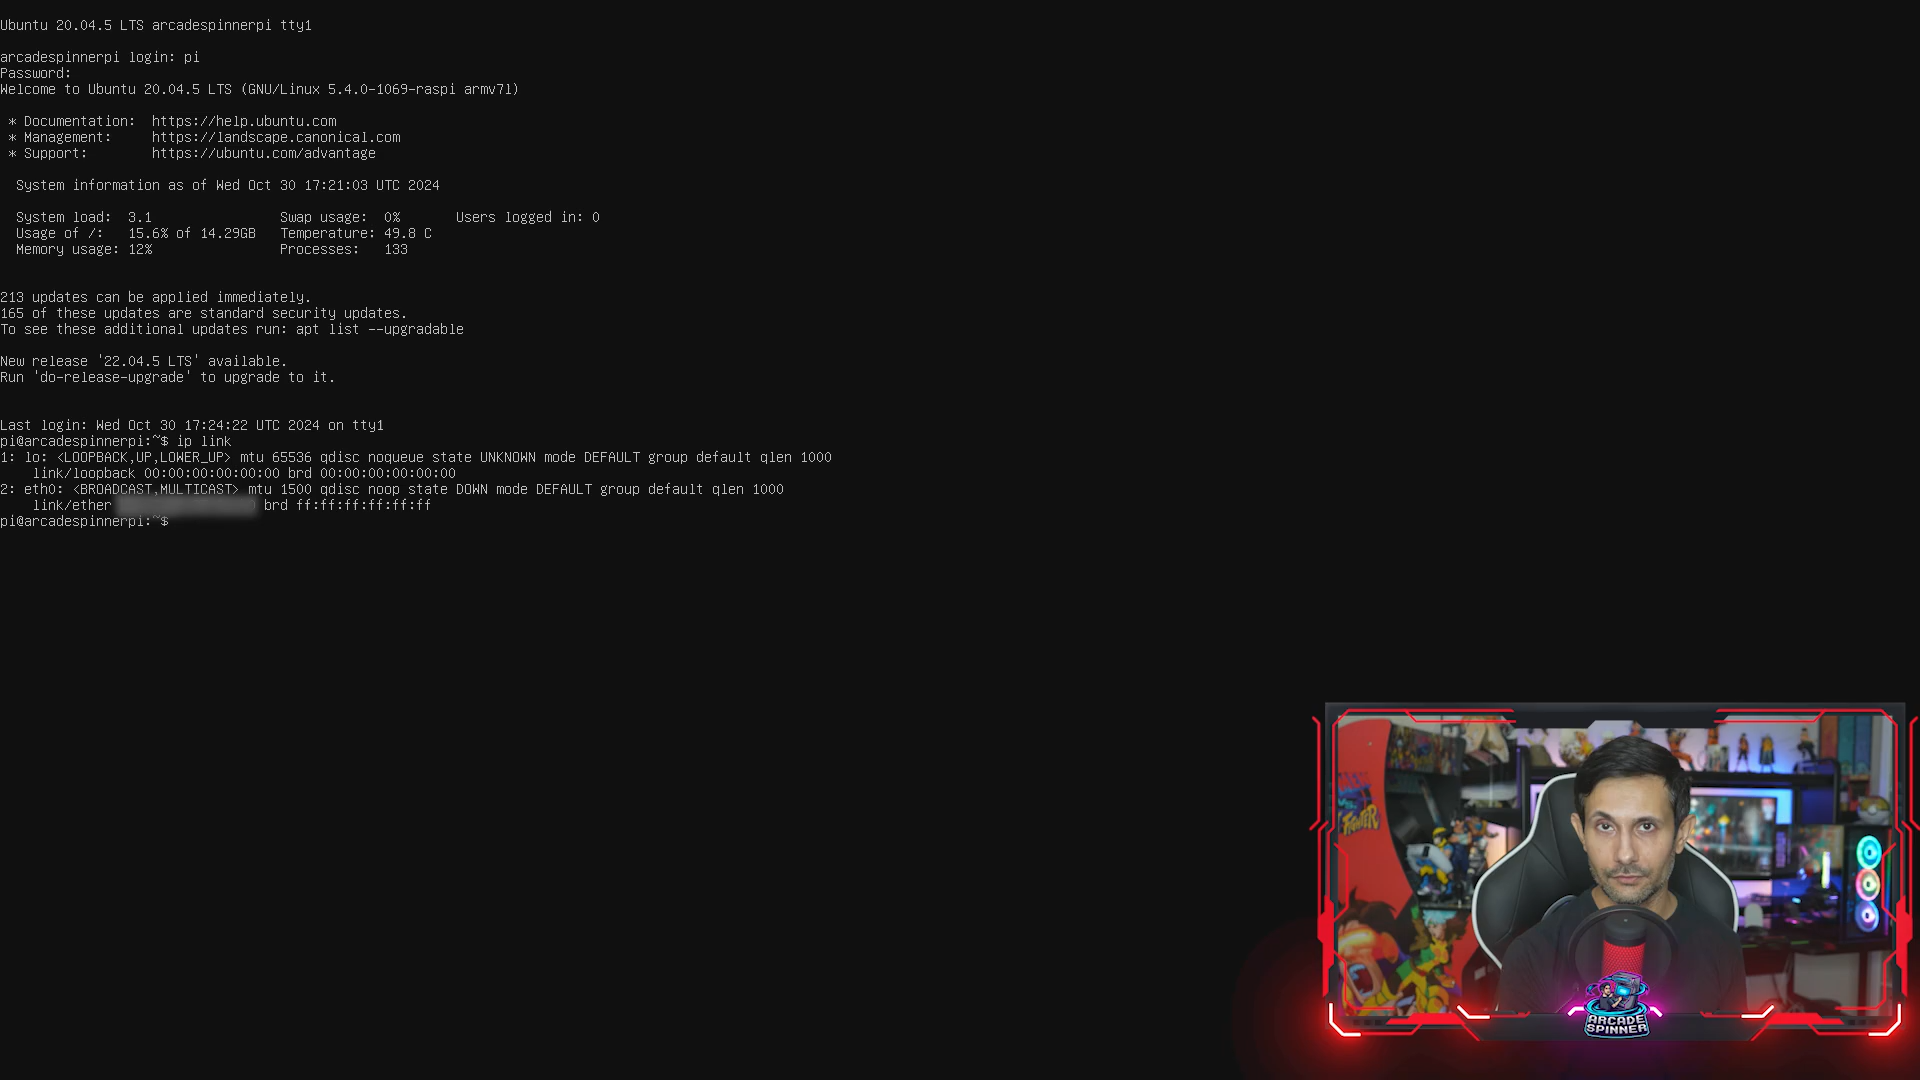 Ubuntu 20.04.5 LTS arcadespinnerpi tty1
arcadespinnerpi login: pi
Password:
Welcome to Ubuntu 20.04.5 LTS (GNU/Linux 5.4.0-1069-raspi armv7l)
* Documentation:  https://help.ubuntu.com
* Management:     https://landscape.canonical.com
* Support:        https://ubuntu.com/advantage
System information as of Wed Oct 30 17:21:03 UTC 2024
System load:  3.1                Swap usage:  0%       Users logged in: 0
Usage of /:   15.6% of 14.29GB   Temperature: 49.8 C
Memory usage: 12%                Processes:   133
213 updates can be applied immediately.
165 of these updates are standard security updates.
To see these additional updates run: apt list --upgradable
New release '22.04.5 LTS' available.
Run 'do-release-upgrade' to upgrade to it.
Last login: Wed Oct 30 17:24:22 UTC 2024 on tty1
pi@arcadespinnerpi:~$ ip link
1: lo: <LOOPBACK,UP,LOWER_UP> mtu 65536 qdisc noqueue state UNKNOWN mode DEFAULT group default qlen 1000
link/loopback 00:00:00:00:00:00 brd 00:00:00:00:00:00
2: eth0: <BROADCAST,MULTICAST> mtu 1500 qdisc noop state DOWN mode DEFAULT group default qlen 1000
link/ether brd ff:ff:ff:ff:ff:ff
pi@arcadespinnerpi:~$
FIGHTER
ARCADE
SPINNER